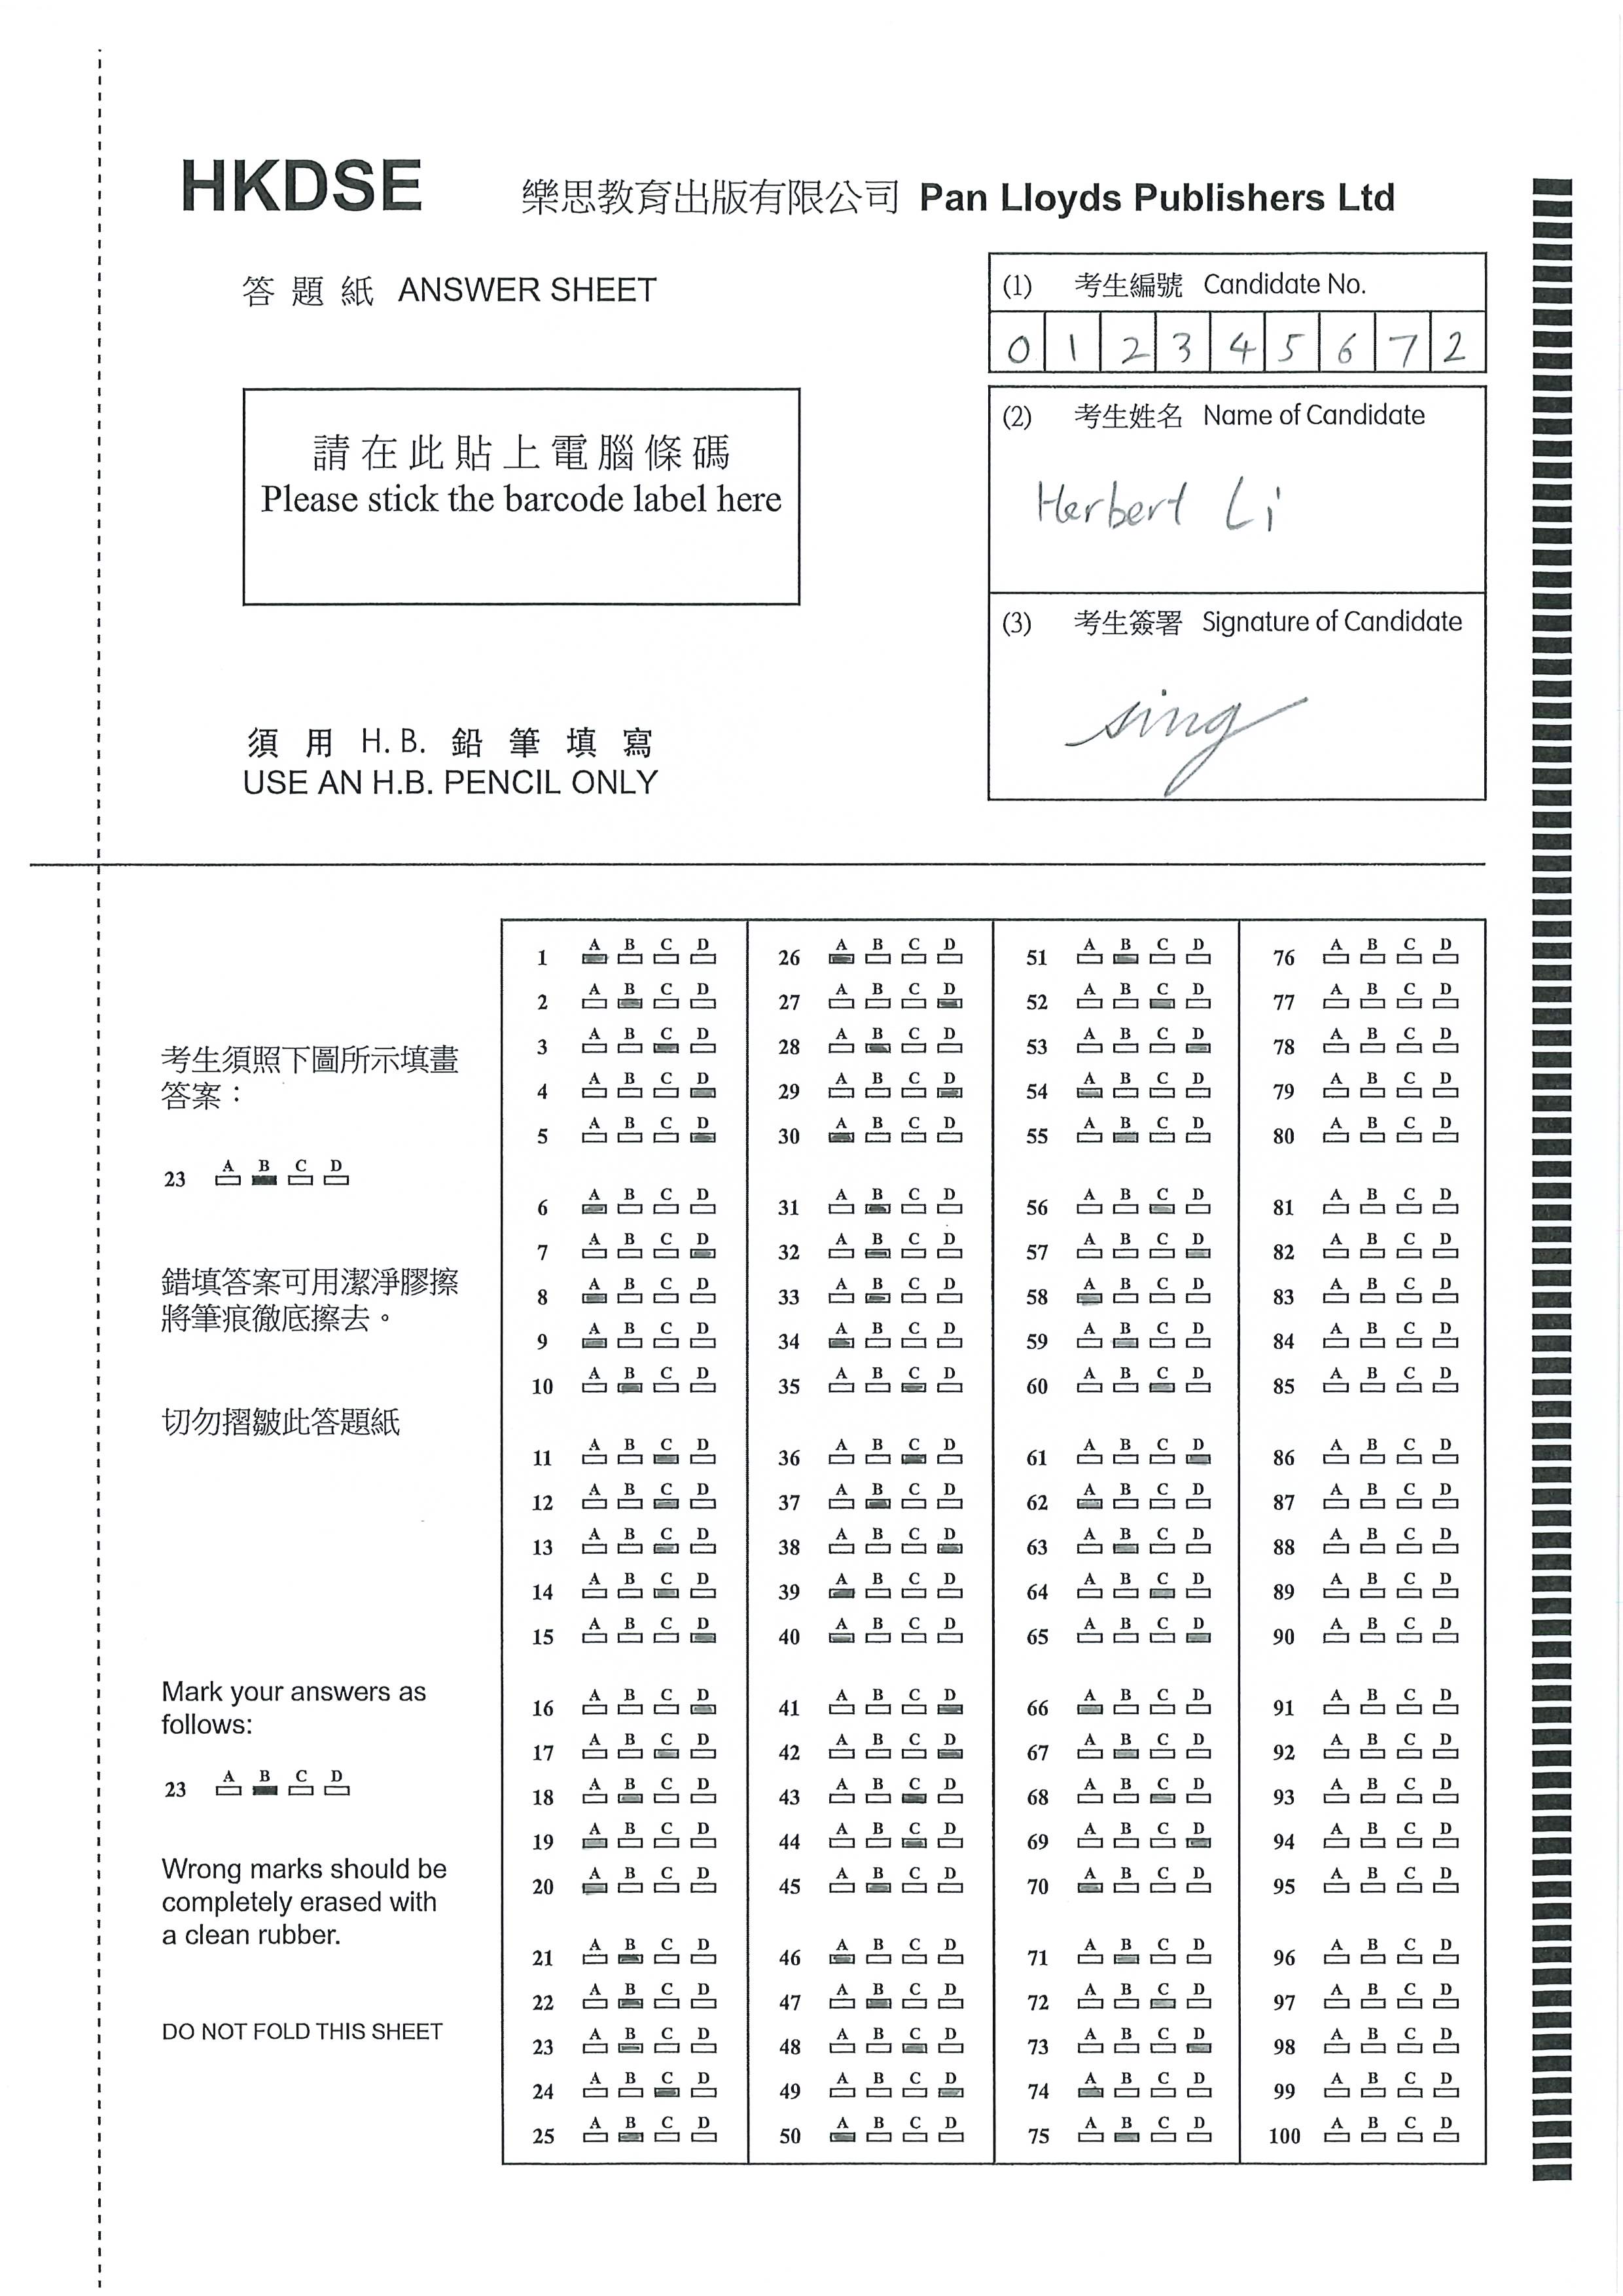 HKDSE 樂思教育出版有限公司 Pan Lloyds Publishers Ltd
答題紙 ANSWER SHEET
(1) 考生編號 Candidate No.
0 1 2 3 4 5 6 7 2
請在此貼上電腦條碼
Please stick the barcode label here
(2) 考生姓名 Name of Candidate
Herbert Li
(3) 考生簽署 Signature of Candidate
sing
須用 H.B. 鉛筆填寫
USE AN H.B. PENCIL ONLY
考生須照下圖所示填畫
答案：
23 A B C D
錯填答案可用潔淨膠擦
將筆痕徹底擦去。
切勿摺皺此答題紙
Mark your answers as
follows:
23 A B C D
Wrong marks should be
completely erased with
a clean rubber.
DO NOT FOLD THIS SHEET
1 A B C D
2 A B C D
3 A B C D
4 A B C D
5 A B C D
6 A B C D
7 A B C D
8 A B C D
9 A B C D
10 A B C D
11 A B C D
12 A B C D
13 A B C D
14 A B C D
15 A B C D
16 A B C D
17 A B C D
18 A B C D
19 A B C D
20 A B C D
21 A B C D
22 A B C D
23 A B C D
24 A B C D
25 A B C D
26 A B C D
27 A B C D
28 A B C D
29 A B C D
30 A B C D
31 A B C D
32 A B C D
33 A B C D
34 A B C D
35 A B C D
36 A B C D
37 A B C D
38 A B C D
39 A B C D
40 A B C D
41 A B C D
42 A B C D
43 A B C D
44 A B C D
45 A B C D
46 A B C D
47 A B C D
48 A B C D
49 A B C D
50 A B C D
51 A B C D
52 A B C D
53 A B C D
54 A B C D
55 A B C D
56 A B C D
57 A B C D
58 A B C D
59 A B C D
60 A B C D
61 A B C D
62 A B C D
63 A B C D
64 A B C D
65 A B C D
66 A B C D
67 A B C D
68 A B C D
69 A B C D
70 A B C D
71 A B C D
72 A B C D
73 A B C D
74 A B C D
75 A B C D
76 A B C D
77 A B C D
78 A B C D
79 A B C D
80 A B C D
81 A B C D
82 A B C D
83 A B C D
84 A B C D
85 A B C D
86 A B C D
87 A B C D
88 A B C D
89 A B C D
90 A B C D
91 A B C D
92 A B C D
93 A B C D
94 A B C D
95 A B C D
96 A B C D
97 A B C D
98 A B C D
99 A B C D
100 A B C D